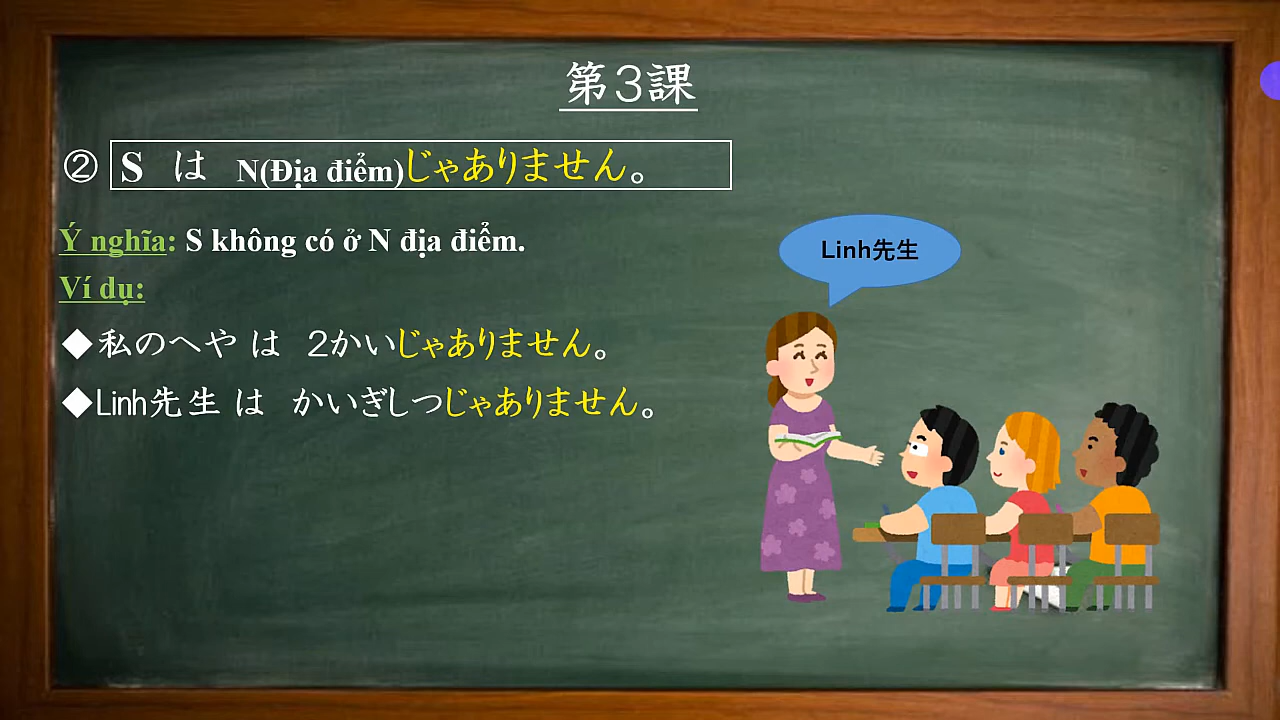 第3課
② S は N(Địa điểm)じゃありません。
Ý nghĩa: S không có ở N địa điểm.
Ví dụ:
◆私のへや は 2かいじゃありません。
◆Linh先生 は かいぎしつじゃありません。
Linh先生